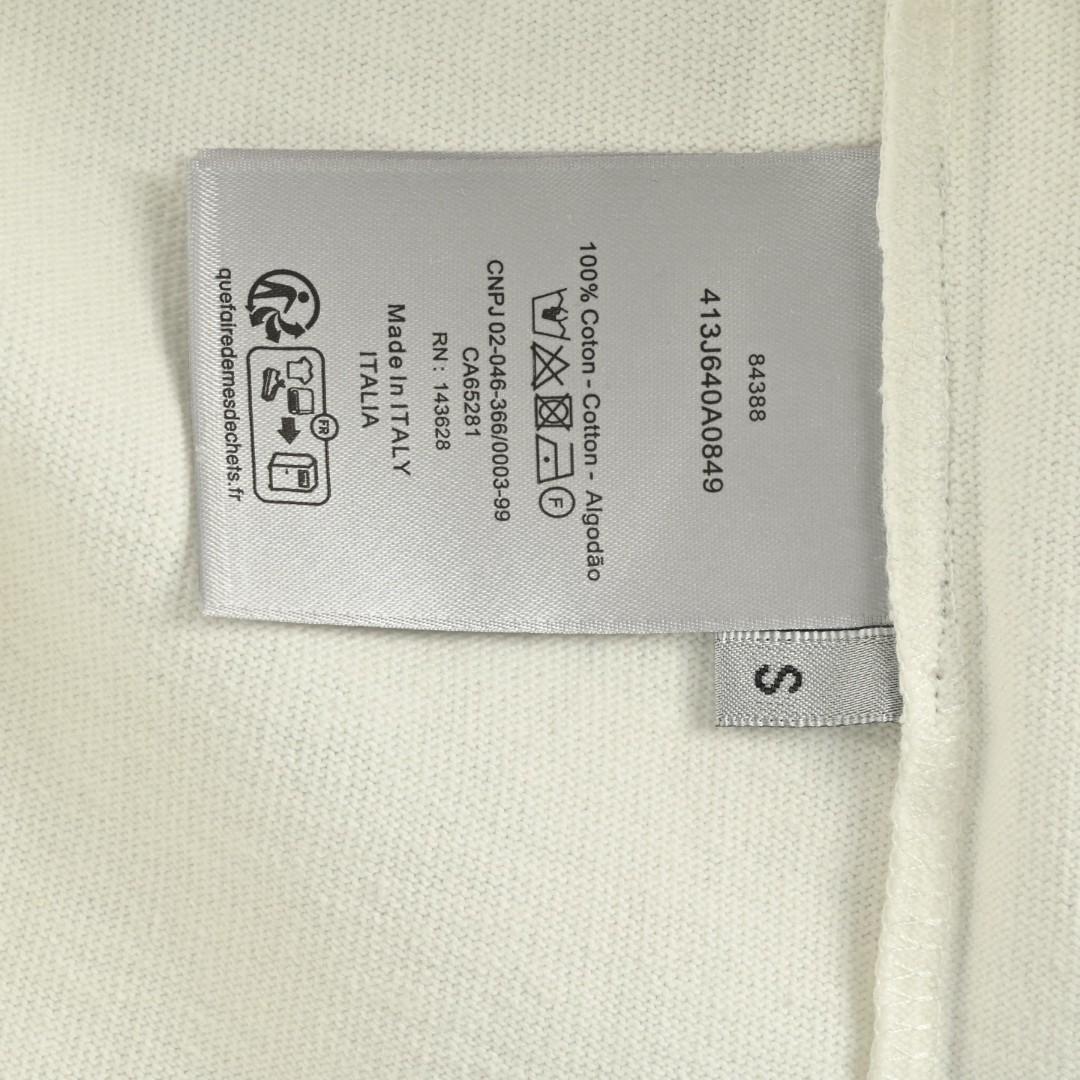 84388
413J640A0849
100% Coton - Cotton - Algodão
F
CNPJ 02-046-366/0003-99
CA65281
RN: 143628
Made In ITALY
ITALIA
FR
quefairedemesdechets.fr
S